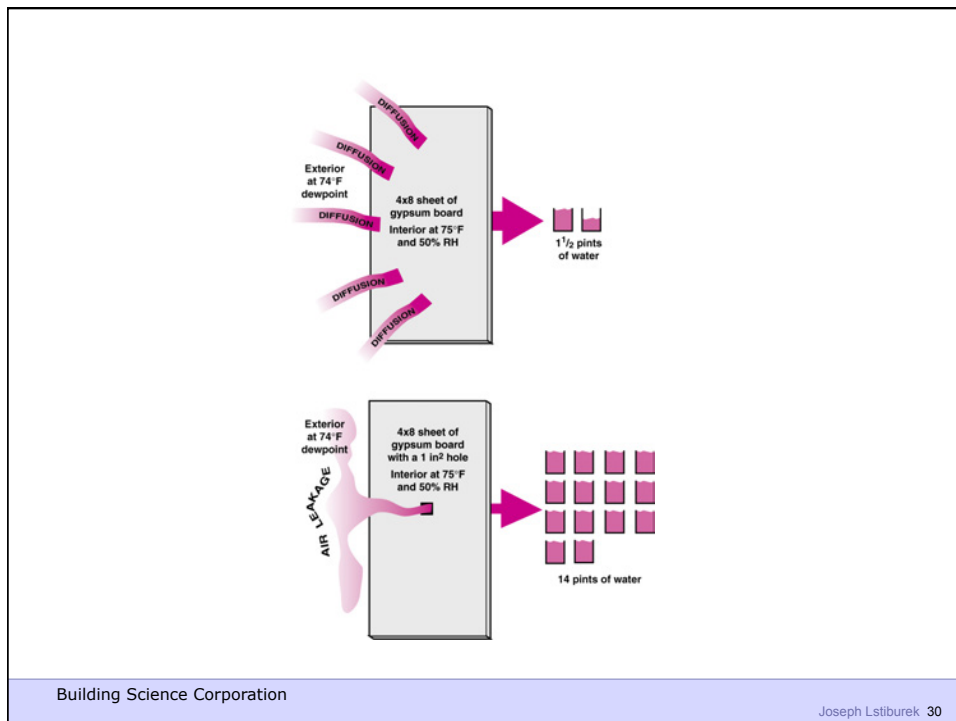 DIFFUSION
DIFFUSION
Exterior
at 74°F
dewpoint
DIFFUSION
4x8 sheet of
gypsum board
Interior at 75°F
and 50% RH
1 1/2 pints
of water
DIFFUSION
DIFFUSION
Exterior
at 74°F
dewpoint
AIR LEAKAGE
4x8 sheet of
gypsum board
with a 1 in² hole
Interior at 75°F
and 50% RH
14 pints of water
Building Science Corporation
Joseph Lstiburek 30